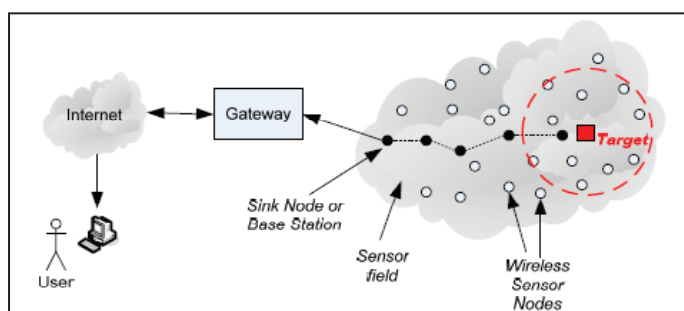 Internet
Gateway
Target
Sink Node or
Base Station
Sensor
field
Wireless
Sensor
Nodes
User